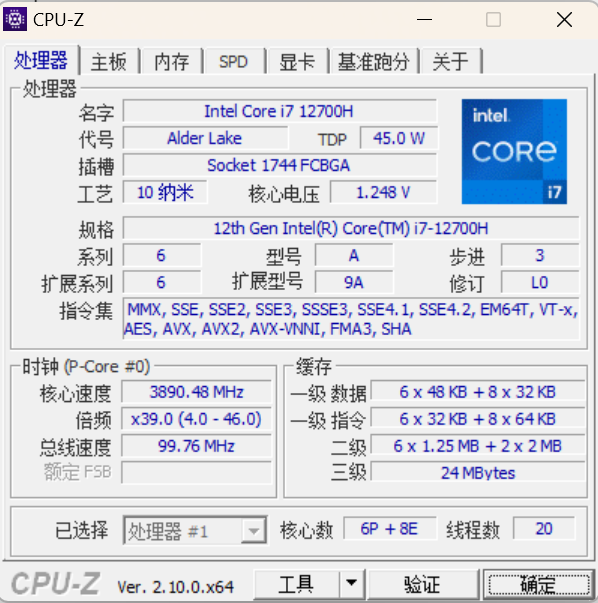 CPU-Z
处理器 主板 内存 SPD 显卡 基准跑分 关于
处理器
名字 Intel Core i7 12700H
代号 Alder Lake TDP 45.0 W
插槽 Socket 1744 FCBGA
工艺 10 纳米 核心电压 1.248 V
intel.
CORE
i7
规格 12th Gen Intel(R) Core(TM) i7-12700H
系列 6 型号 A 步进 3
扩展系列 6 扩展型号 9A 修订 L0
指令集 MMX, SSE, SSE2, SSE3, SSSE3, SSE4.1, SSE4.2, EM64T, VT-x,
AES, AVX, AVX2, AVX-VNNI, FMA3, SHA
时钟 (P-Core #0)
核心速度 3890.48 MHz
倍频 x39.0 (4.0 - 46.0)
总线速度 99.76 MHz
额定 FSB
缓存
一级 数据 6 x 48 KB + 8 x 32 KB
一级 指令 6 x 32 KB + 8 x 64 KB
二级 6 x 1.25 MB + 2 x 2 MB
三级 24 MBytes
已选择 处理器 #1 核心数 6P + 8E 线程数 20
CPU-Z Ver. 2.10.0.x64 工具 验证 确定